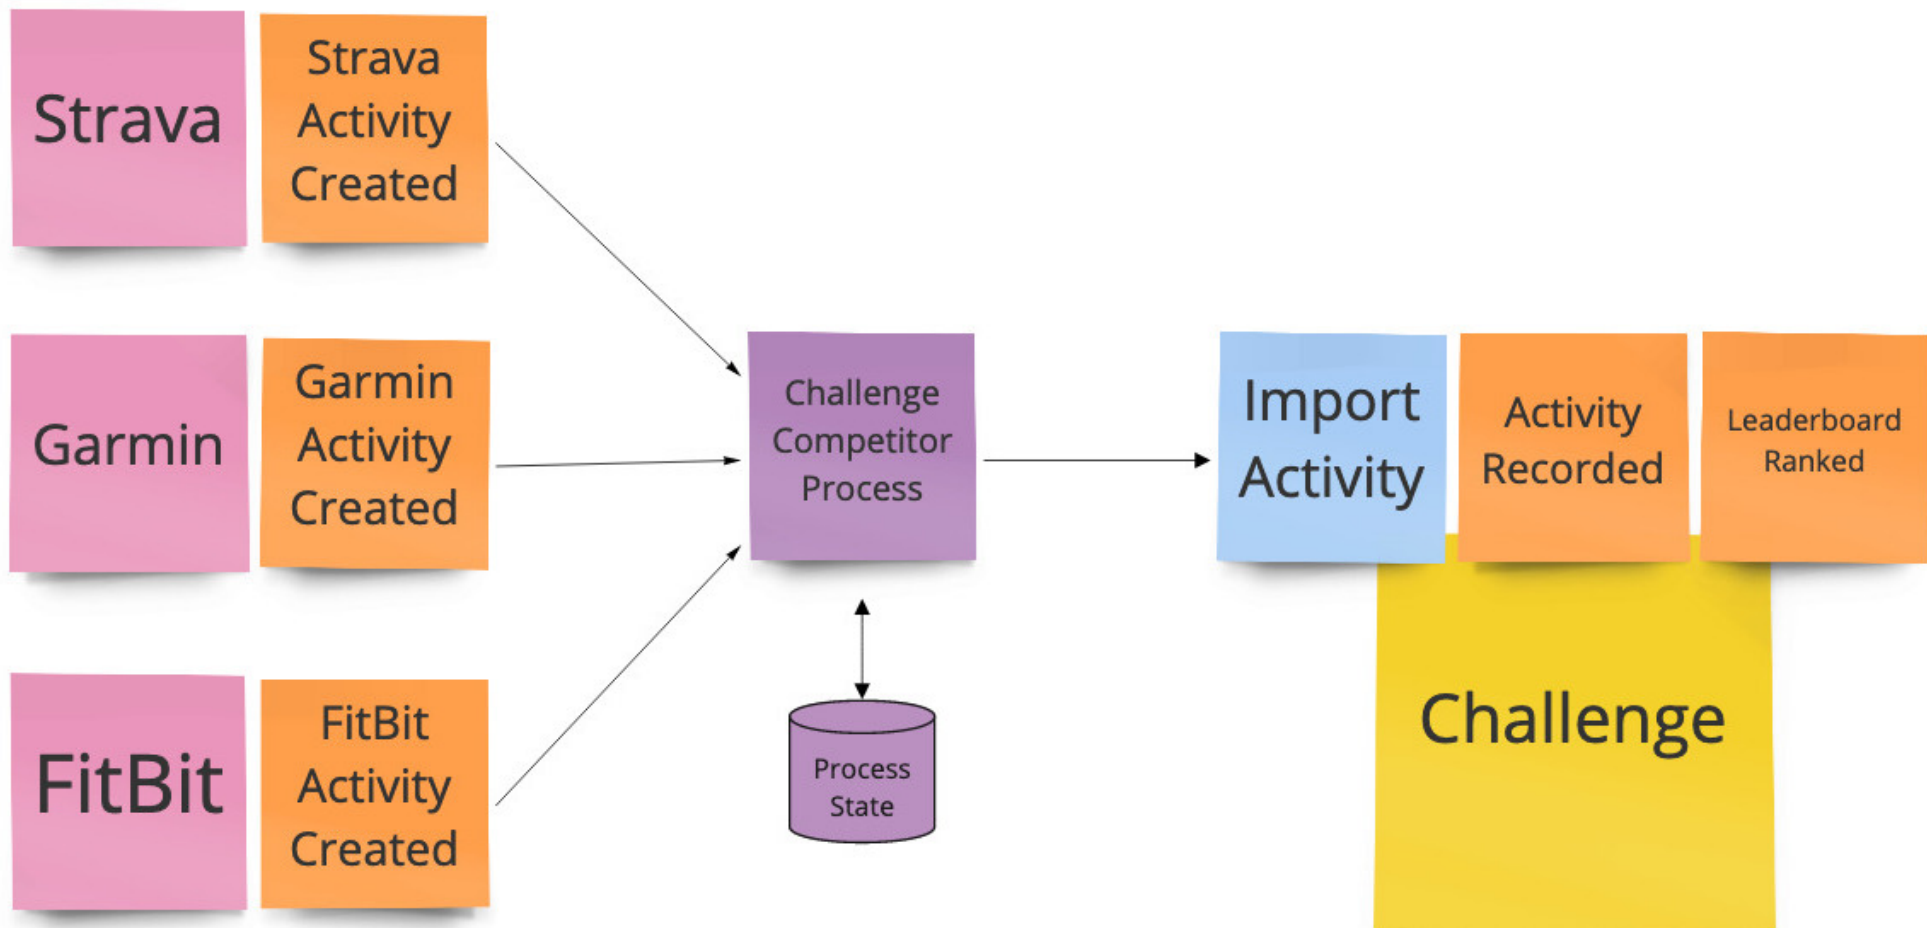 Strava
Strava
Activity
Created
Garmin
Garmin
Activity
Created
FitBit
FitBit
Activity
Created
Challenge
Competitor
Process
Process
State
Import
Activity
Activity
Recorded
Leaderboard
Ranked
Challenge